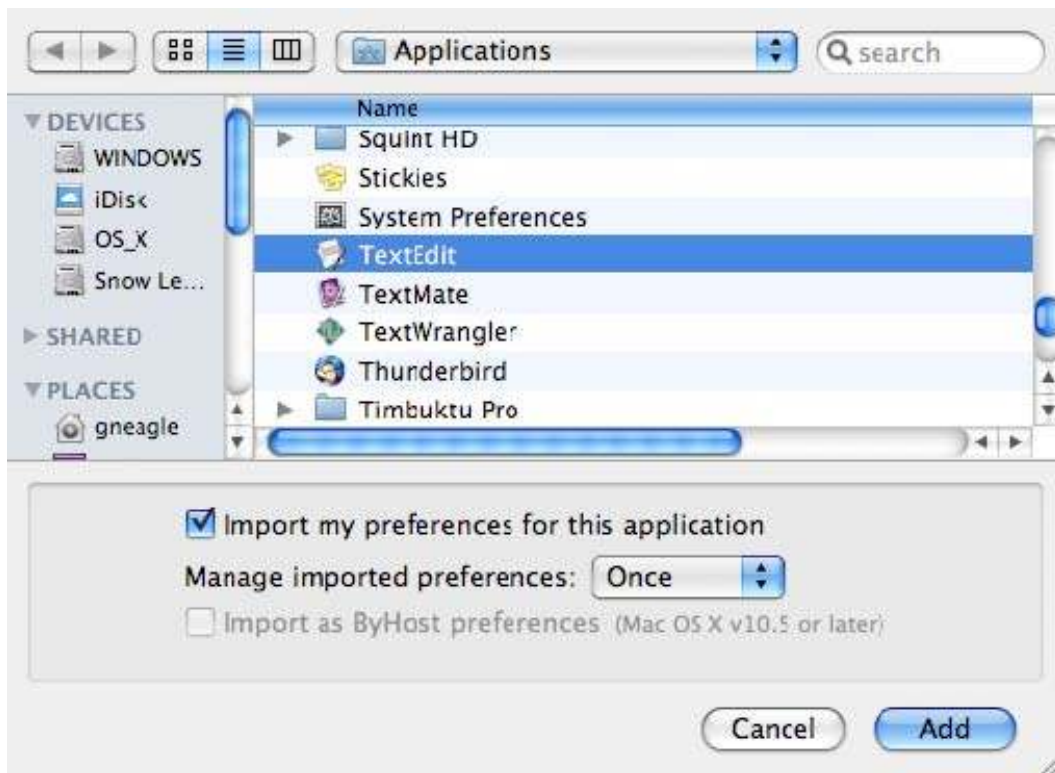 Applications
search
DEVICES
WINDOWS
iDisk
OS_X
Snow Le...
SHARED
PLACES
gneagle
Name
Squint HD
Stickies
System Preferences
TextEdit
TextMate
TextWrangler
Thunderbird
Timbuktu Pro
Import my preferences for this application
Manage imported preferences: Once
Import as ByHost preferences (Mac OS X v10.5 or later)
Cancel
Add